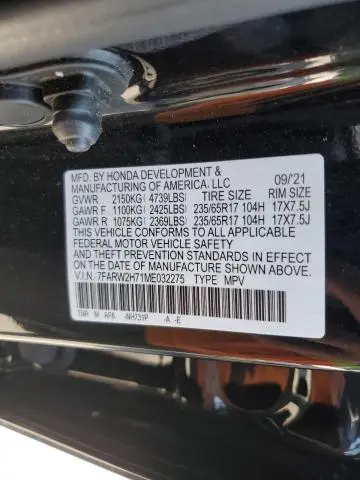 MFD. BY HONDA DEVELOPMENT & 09/21
MANUFACTURING OF AMERICA, LLC
GVWR 2150KG( 4739LBS) TIRE SIZE RIM SIZE
GAWR F 1100KG( 2425LBS) 235/65R17 104H 17X7.5J
GAWR R 1075KG( 2369LBS) 235/65R17 104H 17X7.5J
THIS VEHICLE CONFORMS TO ALL APPLICABLE
FEDERAL MOTOR VEHICLE SAFETY
AND THEFT PREVENTION STANDARDS IN EFFECT
ON THE DATE OF MANUFACTURE SHOWN ABOVE.
V.I.N. 7FARW2H71ME032275 TYPE MPV
-NH731P -A -E